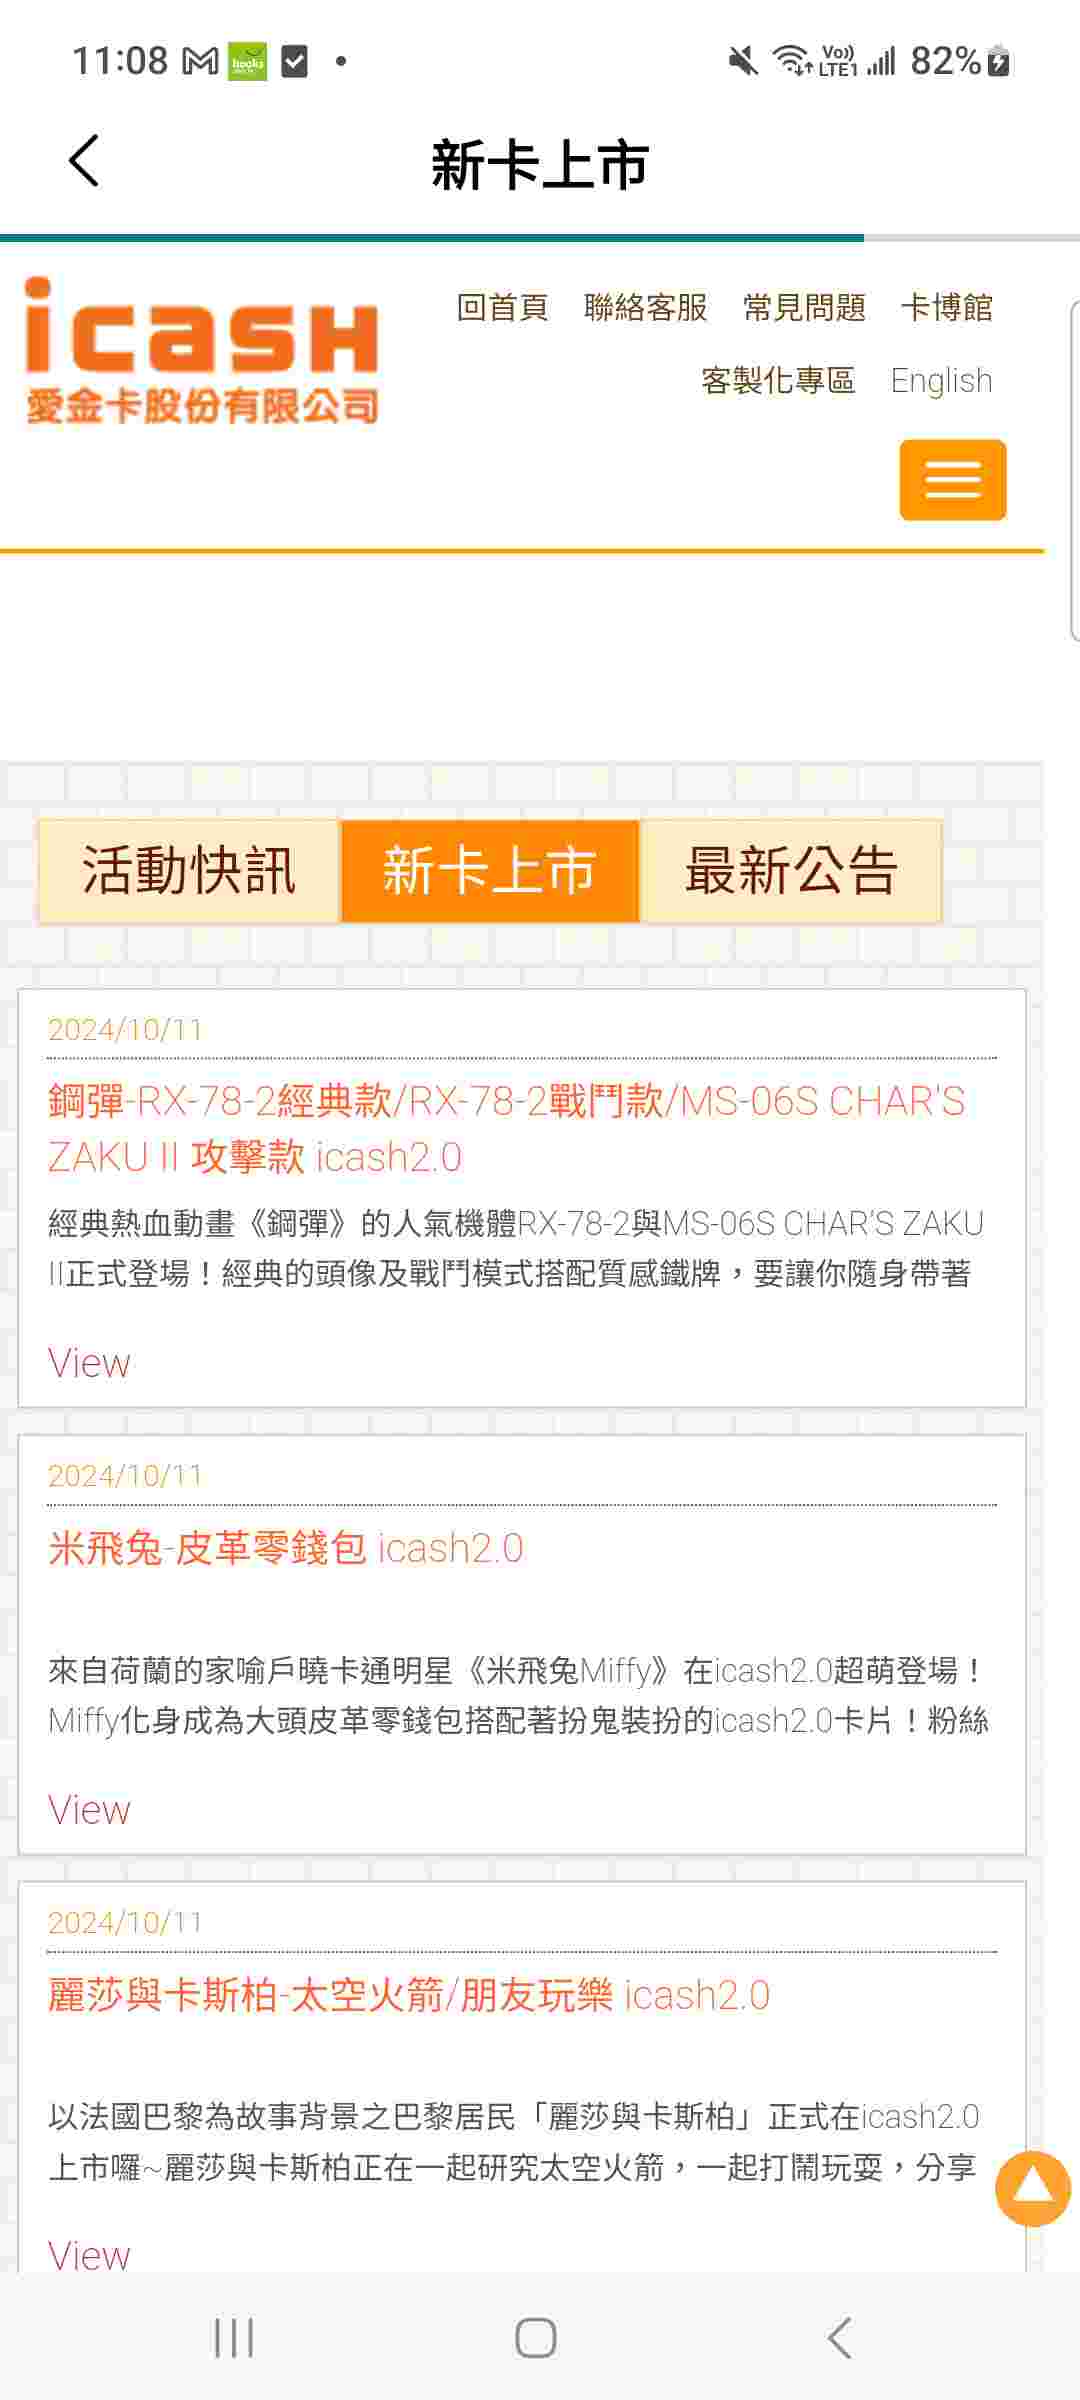 11:08
books
Vo)) LTE1
82%
新卡上市
icash
愛金卡股份有限公司
回首頁 聯絡客服 常見問題 卡博館
客製化專區 English
活動快訊 新卡上市 最新公告
2024/10/11
鋼彈-RX-78-2經典款/RX-78-2戰鬥款/MS-06S CHAR'S
ZAKU II 攻擊款 icash2.0
經典熱血動畫《鋼彈》的人氣機體RX-78-2與MS-06S CHAR’S ZAKU
II正式登場！經典的頭像及戰鬥模式搭配質感鐵牌，要讓你隨身帶著
View
2024/10/11
米飛兔-皮革零錢包 icash2.0
來自荷蘭的家喻戶曉卡通明星《米飛兔Miffy》在icash2.0超萌登場！
Miffy化身成為大頭皮革零錢包搭配著扮鬼裝扮的icash2.0卡片！粉絲
View
2024/10/11
麗莎與卡斯柏-太空火箭/朋友玩樂 icash2.0
以法國巴黎為故事背景之巴黎居民「麗莎與卡斯柏」正式在icash2.0
上市囉~麗莎與卡斯柏正在一起研究太空火箭，一起打鬧玩耍，分享
View